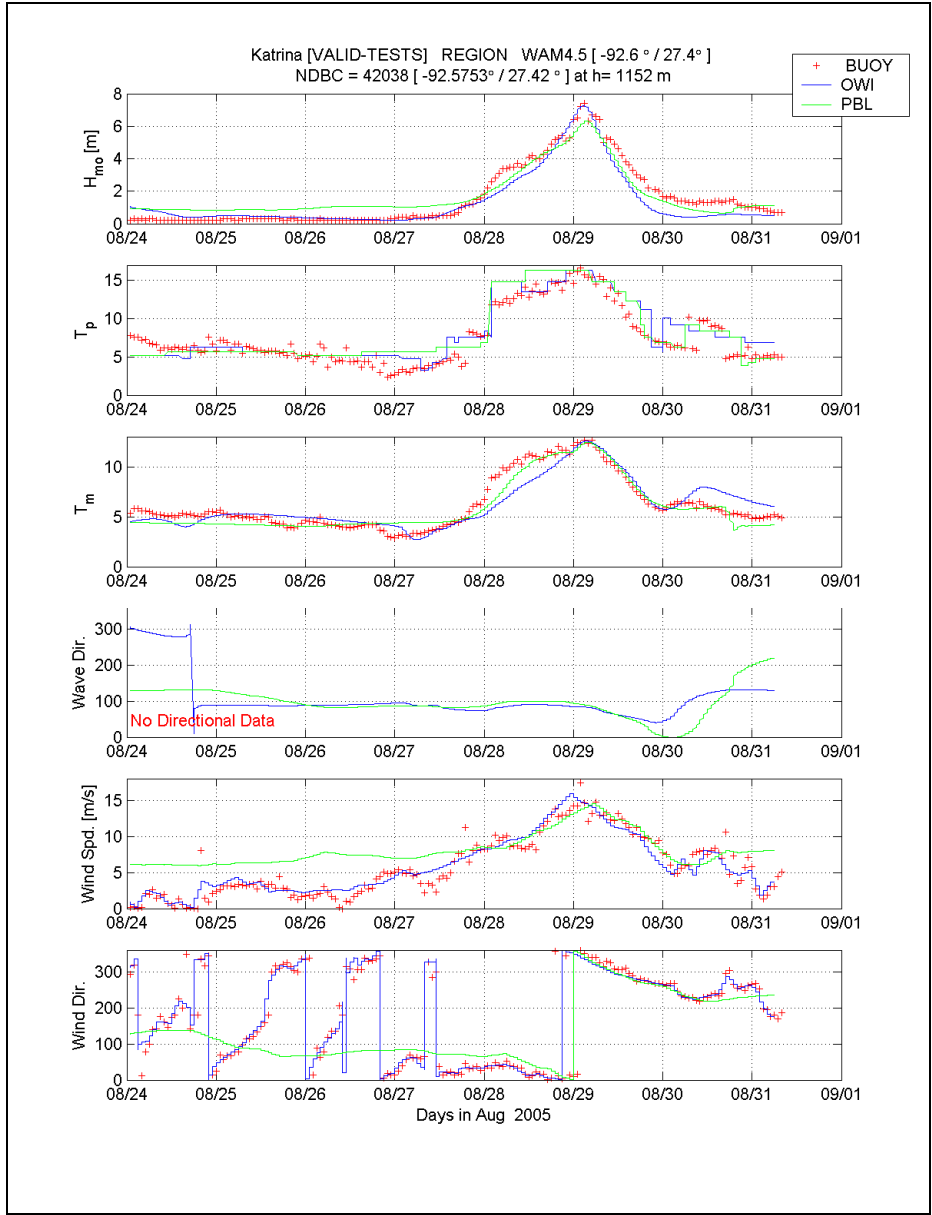 Katrina [VALID-TESTS] REGION WAM4.5 [ -92.6 ° / 27.4° ]
NDBC = 42038 [ -92.5753° / 27.42 ° ] at h= 1152 m
BUOY
OWI
PBL
8
6
4
2
0
Hmo [m]
08/24 08/25 08/26 08/27 08/28 08/29 08/30 08/31 09/01
15
10
5
0
Tp
08/24 08/25 08/26 08/27 08/28 08/29 08/30 08/31 09/01
10
5
0
Tm
08/24 08/25 08/26 08/27 08/28 08/29 08/30 08/31 09/01
300
200
100
0
Wave Dir.
No Directional Data
08/24 08/25 08/26 08/27 08/28 08/29 08/30 08/31 09/01
15
10
5
0
Wind Spd. [m/s]
08/24 08/25 08/26 08/27 08/28 08/29 08/30 08/31 09/01
300
200
100
0
Wind Dir.
08/24 08/25 08/26 08/27 08/28 08/29 08/30 08/31 09/01
Days in Aug 2005